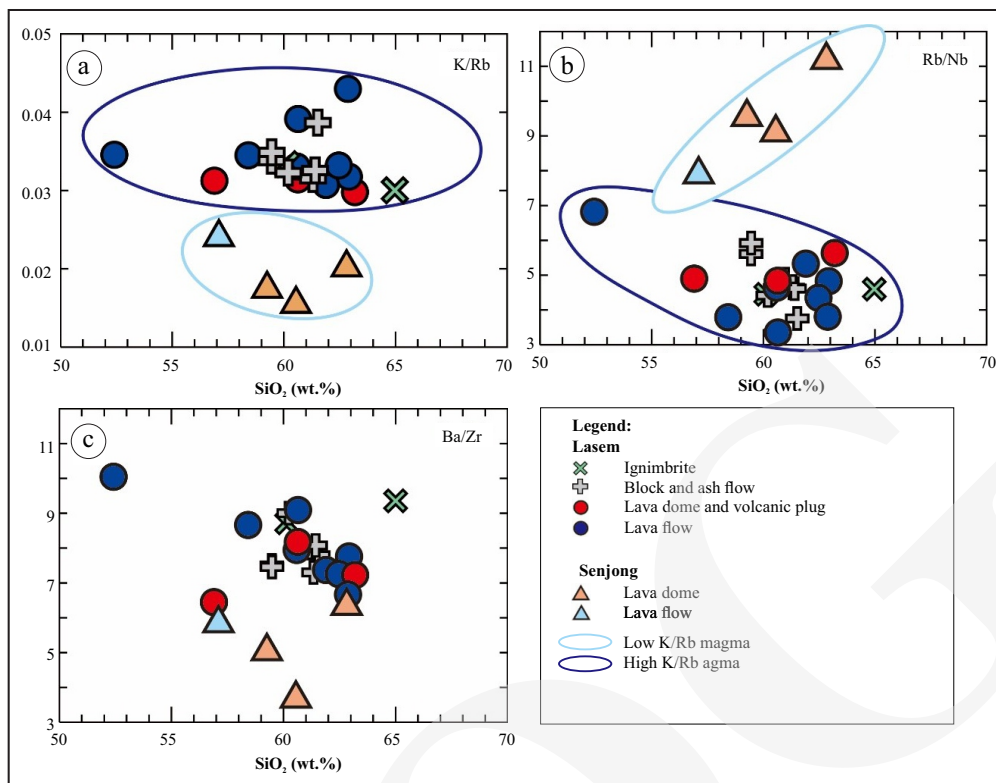 a
K/Rb
0.05
0.04
0.03
0.02
0.01
50
55
60
65
70
SiO₂ (wt.%)
b
Rb/Nb
11
9
7
5
3
50
55
60
65
70
SiO₂ (wt.%)
c
Ba/Zr
11
9
7
5
3
50
55
60
65
70
SiO₂ (wt.%)
Legend:
Lasem
Ignimbrite
Block and ash flow
Lava dome and volcanic plug
Lava flow
Senjong
Lava dome
Lava flow
Low K/Rb magma
High K/Rb agma